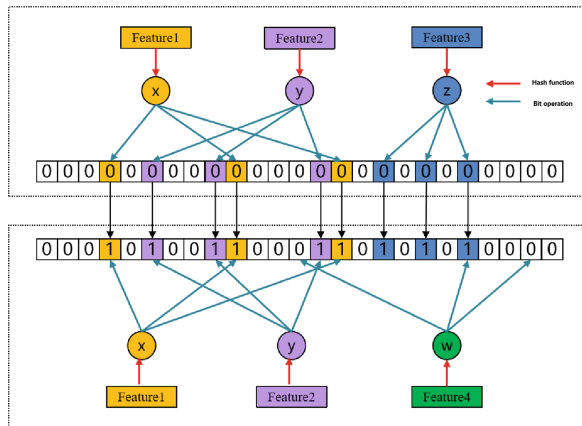 Feature1 Feature2 Feature3
x y z
Hash function
Bit operation
0 0 0 0 0 0 0 0 0 0 0 0 0 0 0 0 0 0 0 0 0 0 0 0 0
0 0 0 1 0 1 0 0 1 1 0 0 0 1 1 0 1 0 1 0 1 0 0 0 0
x y w
Feature1 Feature2 Feature4